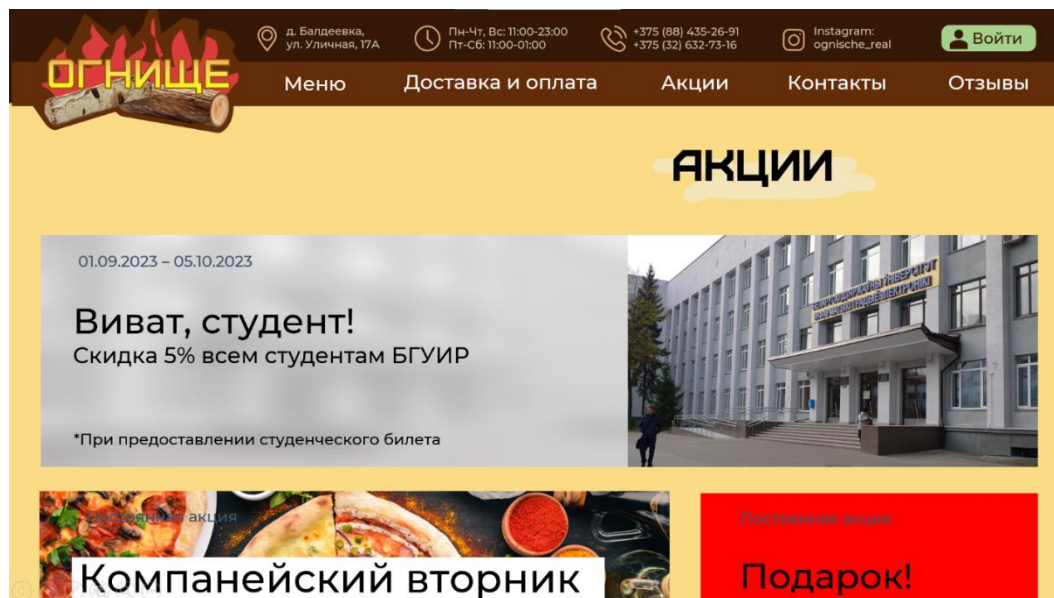 ОГНИЩЕ
д. Балдеевка,
ул. Уличная, 17А
Пн-Чт, Вс: 11:00-23:00
Пт-Сб: 11:00-01:00
+375 (88) 435-26-91
+375 (32) 632-73-16
Instagram:
ognische_real
Войти
Меню
Доставка и оплата
Акции
Контакты
Отзывы
АКЦИИ
01.09.2023 – 05.10.2023
Виват, студент!
Скидка 5% всем студентам БГУИР
*При предоставлении студенческого билета
Постоянная акция
Компанейский вторник
Постоянная акция
Подарок!